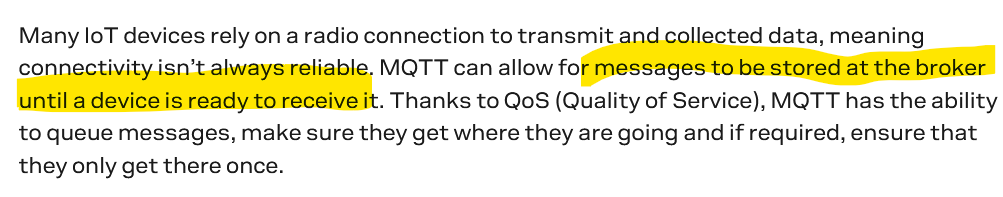 Many IoT devices rely on a radio connection to transmit and collected data, meaning
connectivity isn’t always reliable. MQTT can allow for messages to be stored at the broker
until a device is ready to receive it. Thanks to QoS (Quality of Service), MQTT has the ability
to queue messages, make sure they get where they are going and if required, ensure that
they only get there once.